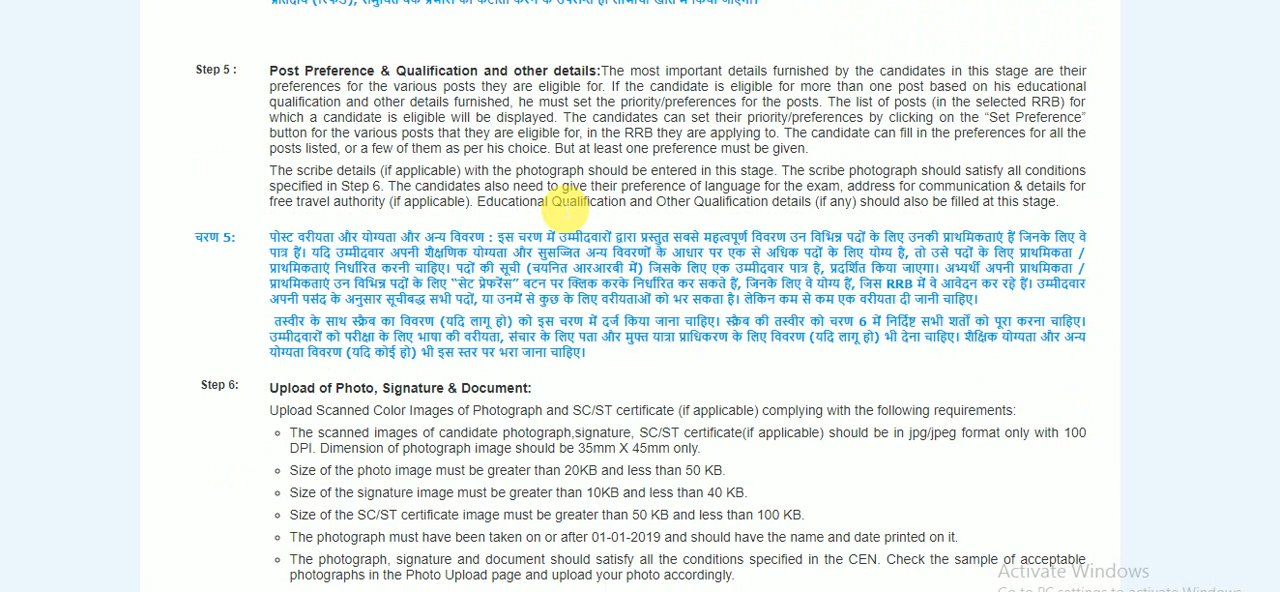 Step 5 :
Post Preference & Qualification and other details:The most important details furnished by the candidates in this stage are their
preferences for the various posts they are eligible for. If the candidate is eligible for more than one post based on his educational
qualification and other details furnished, he must set the priority/preferences for the posts. The list of posts (in the selected RRB) for
which a candidate is eligible will be displayed. The candidates can set their priority/preferences by clicking on the “Set Preference”
button for the various posts that they are eligible for, in the RRB they are applying to. The candidate can fill in the preferences for all the
posts listed, or a few of them as per his choice. But at least one preference must be given.
The scribe details (if applicable) with the photograph should be entered in this stage. The scribe photograph should satisfy all conditions
specified in Step 6. The candidates also need to give their preference of language for the exam, address for communication & details for
free travel authority (if applicable). Educational Qualification and Other Qualification details (if any) should also be filled at this stage.
चरण 5:
पोस्ट वरीयता और योग्यता और अन्य विवरण : इस चरण में उम्मीदवारों द्वारा प्रस्तुत सबसे महत्वपूर्ण विवरण उन विभिन्न पदों के लिए उनकी प्राथमिकताएं हैं जिनके लिए वे
पात्र हैं। यदि उम्मीदवार अपनी शैक्षणिक योग्यता और सुसज्जित अन्य विवरणों के आधार पर एक से अधिक पदों के लिए योग्य है, तो उसे पदों के लिए प्राथमिकता /
प्राथमिकताएं निर्धारित करनी चाहिए। पदों की सूची (चयनित आरआरबी में) जिसके लिए एक उम्मीदवार पात्र है, प्रदर्शित किया जाएगा। अभ्यर्थी अपनी प्राथमिकता /
प्राथमिकताएं उन विभिन्न पदों के लिए “सेट प्रेफरेंस” बटन पर क्लिक करके निर्धारित कर सकते हैं, जिनके लिए वे योग्य हैं, जिस RRB में वे आवेदन कर रहे हैं। उम्मीदवार
अपनी पसंद के अनुसार सूचीबद्ध सभी पदों, या उनमें से कुछ के लिए वरीयताओं को भर सकता है। लेकिन कम से कम एक वरीयता दी जानी चाहिए।
तस्वीर के साथ स्क्रैब का विवरण (यदि लागू हो) को इस चरण में दर्ज किया जाना चाहिए। स्क्रैब की तस्वीर को चरण 6 में निर्दिष्ट सभी शर्तों को पूरा करना चाहिए।
उम्मीदवारों को परीक्षा के लिए भाषा की वरीयता, संचार के लिए पता और मुफ्त यात्रा प्राधिकरण के लिए विवरण (यदि लागू हो) भी देना चाहिए। शैक्षिक योग्यता और अन्य
योग्यता विवरण (यदि कोई हो) भी इस स्तर पर भरा जाना चाहिए।
Step 6:
Upload of Photo, Signature & Document:
Upload Scanned Color Images of Photograph and SC/ST certificate (if applicable) complying with the following requirements:
The scanned images of candidate photograph,signature, SC/ST certificate(if applicable) should be in jpg/jpeg format only with 100
DPI. Dimension of photograph image should be 35mm X 45mm only.
Size of the photo image must be greater than 20KB and less than 50 KB.
Size of the signature image must be greater than 10KB and less than 40 KB.
Size of the SC/ST certificate image must be greater than 50 KB and less than 100 KB.
The photograph must have been taken on or after 01-01-2019 and should have the name and date printed on it.
The photograph, signature and document should satisfy all the conditions specified in the CEN. Check the sample of acceptable
photographs in the Photo Upload page and upload your photo accordingly.
Activate Windows